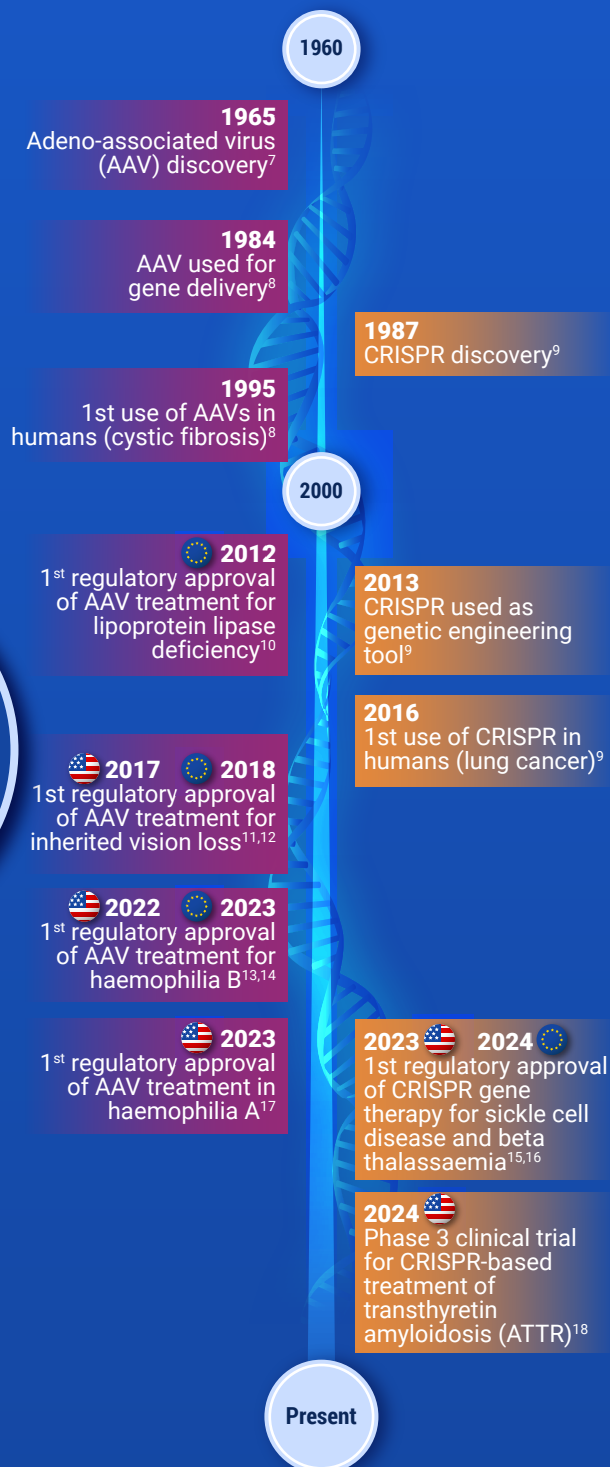 1960
1965
Adeno-associated virus
(AAV) discovery⁷
1984
AAV used for
gene delivery⁸
1987
CRISPR discovery⁹
1995
1st use of AAVs in
humans (cystic fibrosis)⁸
2000
2012
1ˢᵗ regulatory approval
of AAV treatment for
lipoprotein lipase
deficiency¹⁰
2013
CRISPR used as
genetic engineering
tool⁹
2016
1st use of CRISPR in
humans (lung cancer)⁹
2017 2018
1st regulatory approval
of AAV treatment for
inherited vision loss¹¹,¹²
2022 2023
1ˢᵗ regulatory approval
of AAV treatment for
haemophilia B¹³,¹⁴
2023
1ˢᵗ regulatory approval
of AAV treatment in
haemophilia A¹⁷
2023 2024
1st regulatory approval
of CRISPR gene
therapy for sickle cell
disease and beta
thalassaemia¹⁵,¹⁶
2024
Phase 3 clinical trial
for CRISPR-based
treatment of
transthyretin
amyloidosis (ATTR)¹⁸
Present